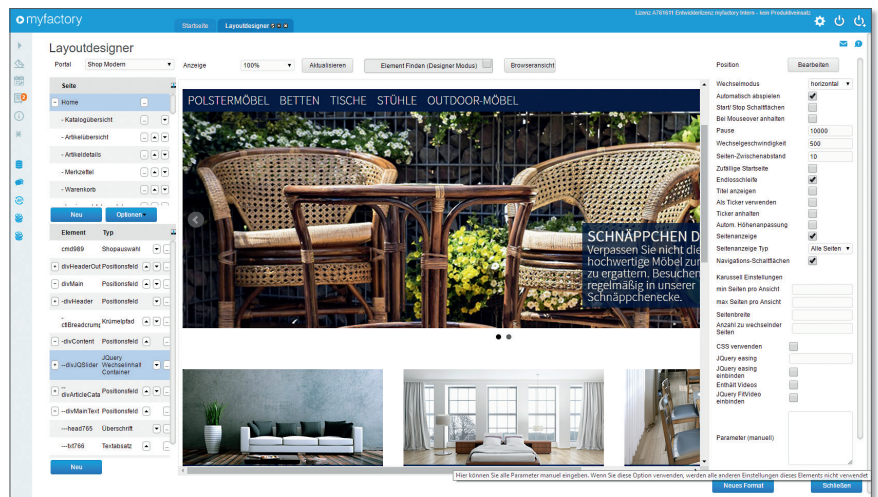 myfactory
Startseite
Layoutdesigner
Lizenz A761611 Entwicklerlizenz myfactory Intern - kein Produktiveinsatz
Layoutdesigner
Portal Shop Modern
Anzeige 100% Aktualisieren Element Finden (Designer Modus) Browseransicht
Position Bearbeiten
Seite
Home
- Katalogübersicht
- Artikelübersicht
- Artikeldetails
- Merkzettel
- Warenkorb
Neu Optionen
Element Typ
cmd989 Shopauswahl
divHeaderOut Positionsfeld
divMain Positionsfeld
-divHeader Positionsfeld
-
ctlBreadcrump Krümelpfad
-divContent Positionsfeld
--divJQSlider JQuery Wechselinhalt Container
--
divArticleCata Positionsfeld
--divMainText Positionsfeld
---head765 Überschrift
---txt766 Textabsatz
Neu
POLSTERMÖBEL BETTEN TISCHE STÜHLE OUTDOOR-MÖBEL
SCHNÄPPCHEN D
Verpassen Sie nicht die
hochwertige Möbel zur
zu ergattern. Besuchen
regelmäßig in unserer
Schnäppchenecke.
Wechselmodus horizontal
Automatisch abspielen
Start/ Stop Schaltflächen
Bei Mouseover anhalten
Pause 10000
Wechselgeschwindigkeit 500
Seiten-Zwischenabstand 10
Zufällige Startseite
Endlosschleife
Titel anzeigen
Als Ticker verwenden
Ticker anhalten
Autom. Höhenanpassung
Seitenanzeige
Seitenanzeige Typ Alle Seiten
Navigations-Schaltflächen
Karussell Einstellungen
min Seiten pro Ansicht
max Seiten pro Ansicht
Seitenbreite
Anzahl zu wechselnder
Seiten
CSS verwenden
JQuery easing
JQuery easing
einbinden
Enthält Videos
JQuery FitVideo
einbinden
Parameter (manuell)
Hier können Sie alle Parameter manuel eingeben. Wenn Sie diese Option verwenden, werden alle anderen Einstellungen dieses Elements nicht verwendet
Neues Format Schließen